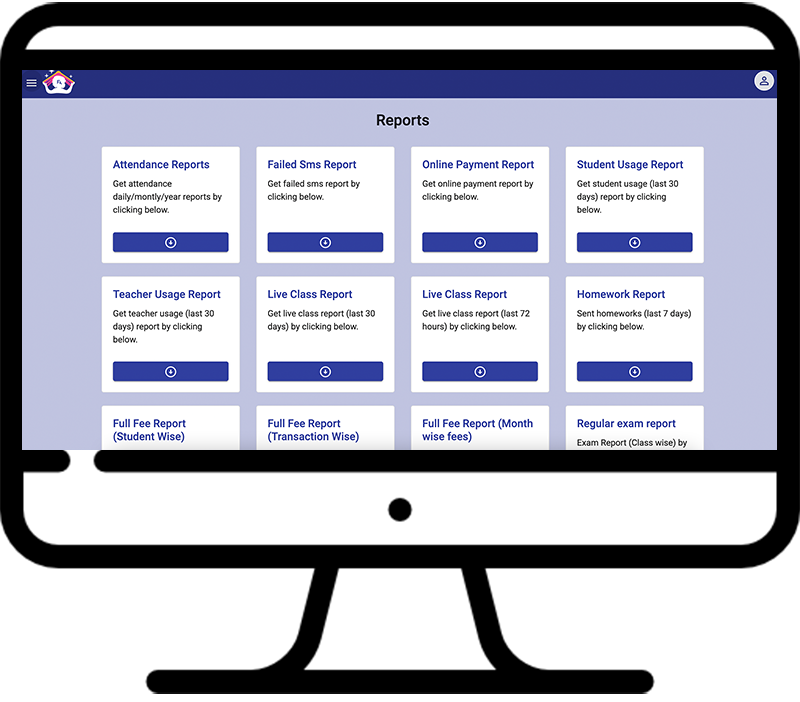 Reports
Attendance Reports
Get attendance
daily/montly/year reports by
clicking below.
Failed Sms Report
Get failed sms report by
clicking below.
Online Payment Report
Get online payment report by
clicking below.
Student Usage Report
Get student usage (last 30
days) report by clicking
below.
Teacher Usage Report
Get teacher usage (last 30
days) report by clicking
below.
Live Class Report
Get live class report (last 30
days) by clicking below.
Live Class Report
Get live class report (last 72
hours) by clicking below.
Homework Report
Sent homeworks (last 7 days)
by clicking below.
Full Fee Report
(Student Wise)
Full Fee Report
(Transaction Wise)
Full Fee Report (Month
wise fees)
Regular exam report
Exam Report (Class wise) by